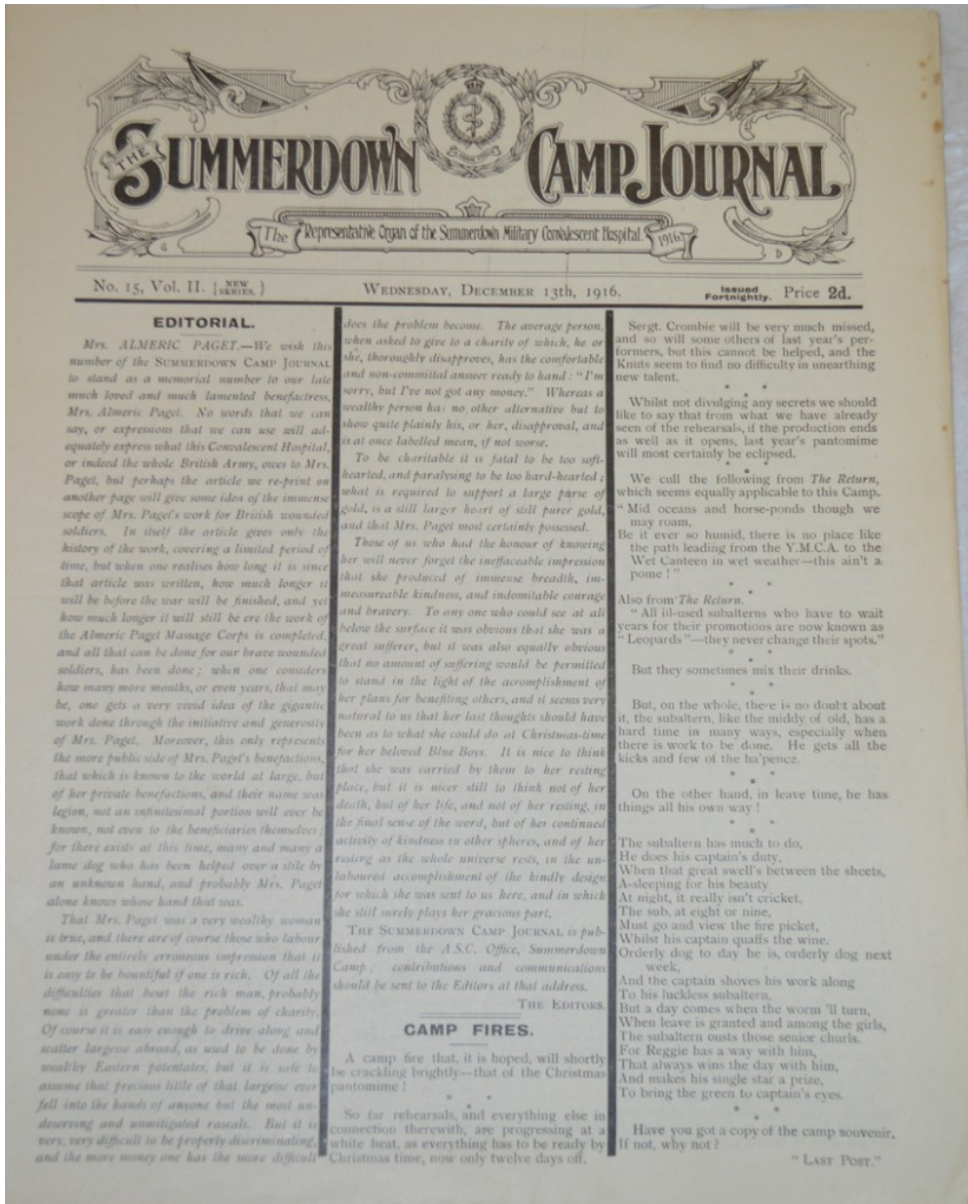 THE SUMMERDOWN CAMP JOURNAL
The Representative Organ of the Summerdown Military Convalescent Hospital. 1916
No. 15, Vol. II. {NEW SERIES.}
WEDNESDAY, DECEMBER 13th, 1916.
Issued Fortnightly. Price 2d.
EDITORIAL.
Mrs. ALMERIC PAGET.—We wish this
number of the SUMMERDOWN CAMP JOURNAL
to stand as a memorial number to our late
much loved and much lamented benefactress,
Mrs. Almeric Paget. No words that we can
say, or expressions that we can use will ad-
equately express what this Convalescent Hospital,
or indeed the whole British Army, owes to Mrs.
Paget, but perhaps the article we re-print on
another page will give some idea of the immense
scope of Mrs. Paget's work for British wounded
soldiers. In itself the article gives only the
history of the work, covering a limited period of
time, but when one realises how long it is since
that article was written, how much longer it
will be before the war will be finished, and yet
how much longer it will still be ere the work of
the Almeric Paget Massage Corps is completed,
and all that can be done for our brave wounded
soldiers, has been done; when one considers
how many more months, or even years, that may
be, one gets a very vivid idea of the gigantic
work done through the initiative and generosity
of Mrs. Paget. Moreover, this only represents
the more public side of Mrs. Paget's benefactions,
that which is known to the world at large, but
of her private benefactions, and their name was
legion, not an infinitesimal portion will ever be
known, not even to the beneficiaries themselves;
for there exists at this time, many and many a
lame dog who has been helped over a stile by
an unknown hand, and probably Mrs. Paget
alone knows whose hand that was.
That Mrs. Paget was a very wealthy woman
is true, and there are of course those who labour
under the entirely erroneous impression that it
is easy to be bountiful if one is rich. Of all the
difficulties that beset the rich man, probably
none is greater than the problem of charity.
Of course it is easy enough to drive along and
scatter largesse abroad, as used to be done by
wealthy Eastern potentates, but it is safe to
assume that precious little of that largesse ever
fell into the hands of anyone but the most un-
deserving and unmitigated rascals. But it is
very, very difficult to be properly discriminating,
and the more money one has the more difficult
does the problem become. The average person,
when asked to give to a charity of which, he or
she, thoroughly disapproves, has the comfortable
and non-committal answer ready to hand: "I'm
sorry, but I've not got any money." Whereas a
wealthy person has no other alternative but to
show quite plainly his, or her, disapproval, and
is at once labelled mean, if not worse.
To be charitable it is fatal to be too soft-
hearted, and paralysing to be too hard-hearted;
what is required to support a large purse of
gold, is a still larger heart of still purer gold,
and that Mrs. Paget most certainly possessed.
Those of us who had the honour of knowing
her will never forget the ineffaceable impression
that she produced of immense breadth, im-
measureable kindness, and indomitable courage
and bravery. To any one who could see at all
below the surface it was obvious that she was a
great sufferer, but it was also equally obvious
that no amount of suffering would be permitted
to stand in the light of the accomplishment of
her plans for benefiting others, and it seems very
natural to us that her last thoughts should have
been as to what she could do at Christmas-time
for her beloved Blue Boys. It is nice to think
that she was carried by them to her resting
place, but it is nicer still to think not of her
death, but of her life, and not of her resting, in
the final sense of the word, but of her continued
activity of kindness in other spheres, and of her
resting as the whole universe rests, in the un-
laboured accomplishment of the kindly design
for which she was sent to us here, and in which
she still surely plays her gracious part.
THE SUMMERDOWN CAMP JOURNAL is pub-
lished from the A.S.C. Office, Summerdown
Camp; contributions and communications
should be sent to the Editors at that address.
THE EDITORS.
CAMP FIRES.
A camp fire that, it is hoped, will shortly
be crackling brightly—that of the Christmas
pantomime!
* *
*
So far rehearsals, and everything else in
connection therewith, are progressing at a
white heat, as everything has to be ready by
Christmas time, now only twelve days off.
Sergt. Crombie will be very much missed,
and so will some others of last year's per-
formers, but this cannot be helped, and the
Knuts seem to find no difficulty in unearthing
new talent.
* *
*
Whilst not divulging any secrets we should
like to say that from what we have already
seen of the rehearsals, if the production ends
as well as it opens, last year's pantomime
will most certainly be eclipsed.
* *
*
We cull the following from The Return,
which seems equally applicable to this Camp.
"Mid oceans and horse-ponds though we
may roam,
Be it ever so humid, there is no place like
the path leading from the Y.M.C.A. to the
Wet Canteen in wet weather—this ain't a
pome!"
* *
*
Also from The Return.
"All ill-used subalterns who have to wait
years for their promotions are now known as
"Leopards"—they never change their spots."
* *
*
But they sometimes mix their drinks.
* *
*
But, on the whole, there is no doubt about
it, the subaltern, like the middy of old, has a
hard time in many ways, especially when
there is work to be done. He gets all the
kicks and few of the ha'pence.
* *
*
On the other hand, in leave time, he has
things all his own way!
* *
*
The subaltern has much to do,
He does his captain's duty,
When that great swell's between the sheets,
A-sleeping for his beauty.
At night, it really isn't cricket,
The sub. at eight or nine,
Must go and view the fire picket,
Whilst his captain quaffs the wine.
Orderly dog to day he is, orderly dog next
week,
And the captain shoves his work along
To his luckless subaltern,
But a day comes when the worm 'll turn,
When leave is granted and among the girls,
The subaltern ousts those senior churls.
For Reggie has a way with him,
That always wins the day with him,
And makes his single star a prize,
To bring the green to captain's eyes.
* *
*
Have you got a copy of the camp souvenir.
If not, why not?
"LAST POST."